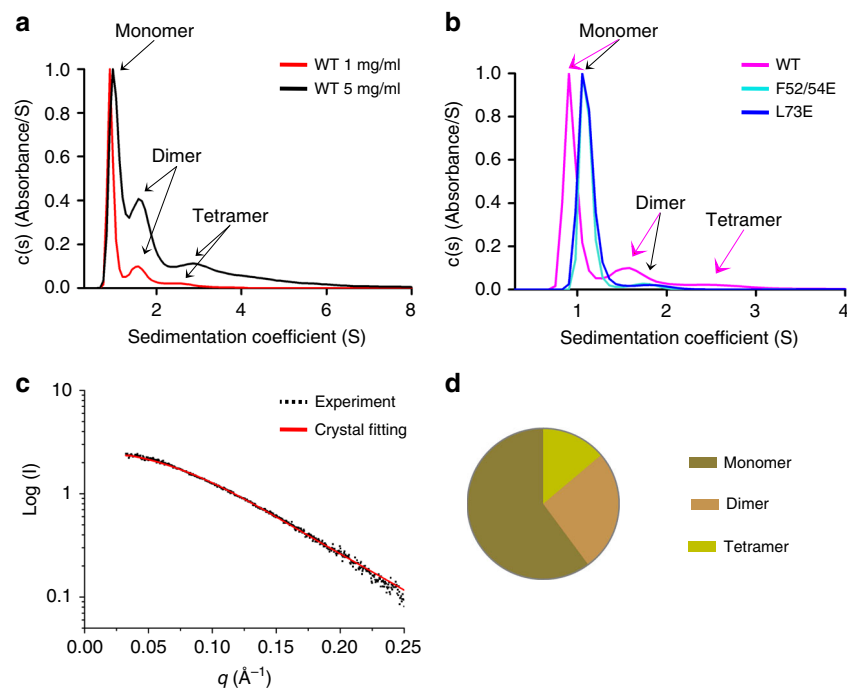 a
Monomer
WT 1 mg/ml
WT 5 mg/ml
Dimer
Tetramer
1.0
0.8
0.6
0.4
0.2
0.0
c(s) (Absorbance/S)
2
4
6
8
Sedimentation coefficient (S)
b
Monomer
WT
F52/54E
L73E
Dimer
Tetramer
1.0
0.8
0.6
0.4
0.2
0.0
c(s) (Absorbance/S)
1
2
3
4
Sedimentation coefficient (S)
c
Experiment
Crystal fitting
10
1
0.1
Log (I)
0.00
0.05
0.10
0.15
0.20
0.25
q (Å⁻¹)
d
Monomer
Dimer
Tetramer